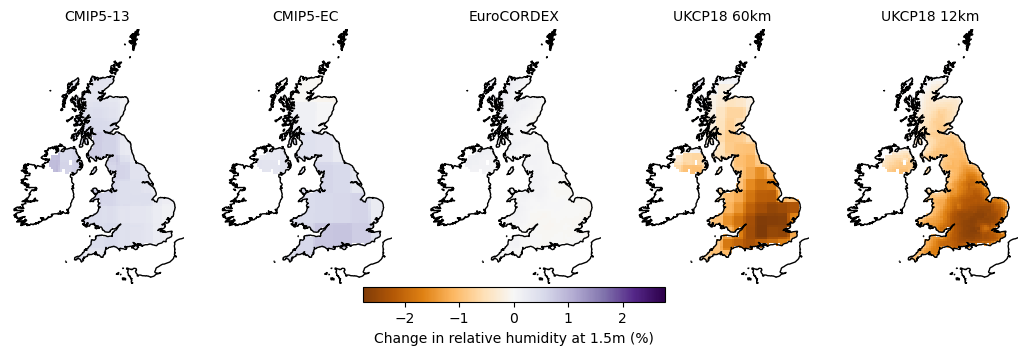 CMIP5-13
CMIP5-EC
EuroCORDEX
UKCP18 60km
UKCP18 12km
−2
−1
0
1
2
Change in relative humidity at 1.5m (%)